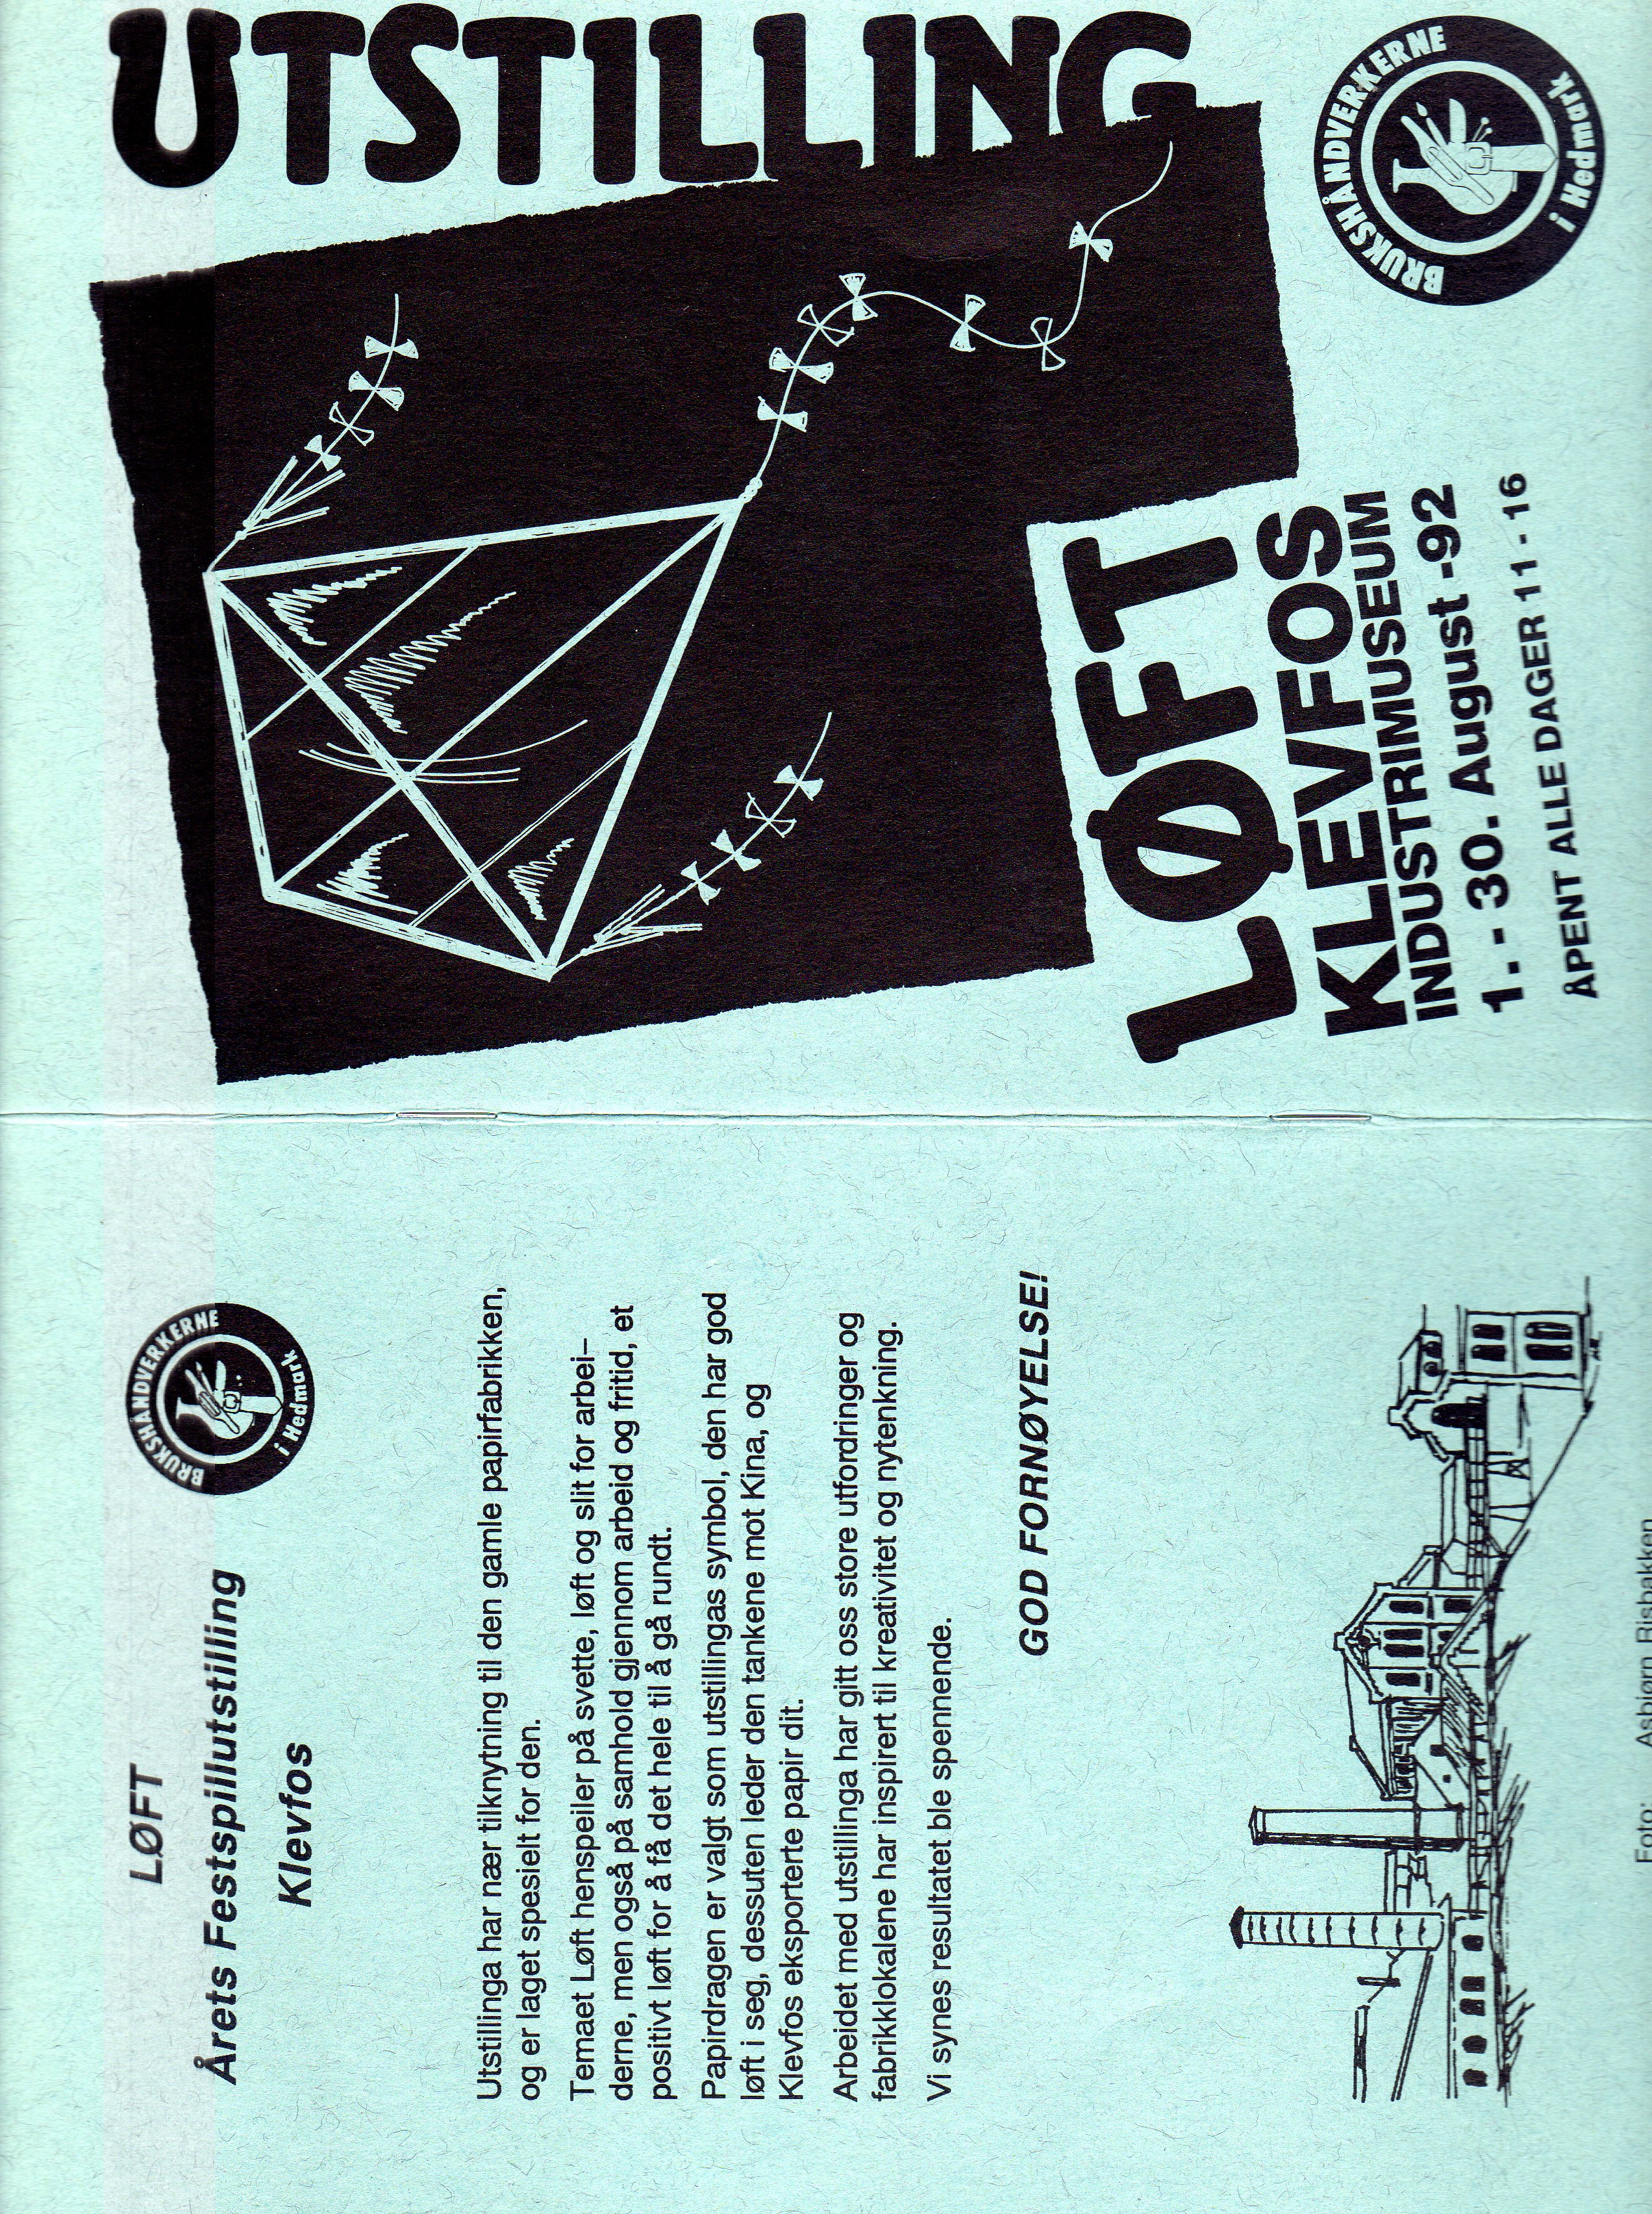 LØFT
Årets Festspillutstilling
Klevfos
BRUKSHÅNDVERKERNE
i Hedmark
Utstillinga har nær tilknytning til den gamle papirfabrikken,
og er laget spesielt for den.
Temaet Løft henspeiler på svette, løft og slit for arbei–
derne, men også på samhold gjennom arbeid og fritid, et
positivt løft for å få det hele til å gå rundt.
Papirdragen er valgt som utstillingas symbol, den har god
løft i seg, dessuten leder den tankene mot Kina, og
Klevfos eksporterte papir dit.
Arbeidet med utstillinga har gitt oss store utfordringer og
fabrikklokalene har inspirert til kreativitet og nytenkning.
Vi synes resultatet ble spennende.
GOD FORNØYELSE!
Foto: Asbjørn Risbakken
UTSTILLING
LØFT
KLEVFOS
INDUSTRIMUSEUM
1. - 30. August -92
ÅPENT ALLE DAGER 11 - 16
BRUKSHÅNDVERKERNE
i Hedmark